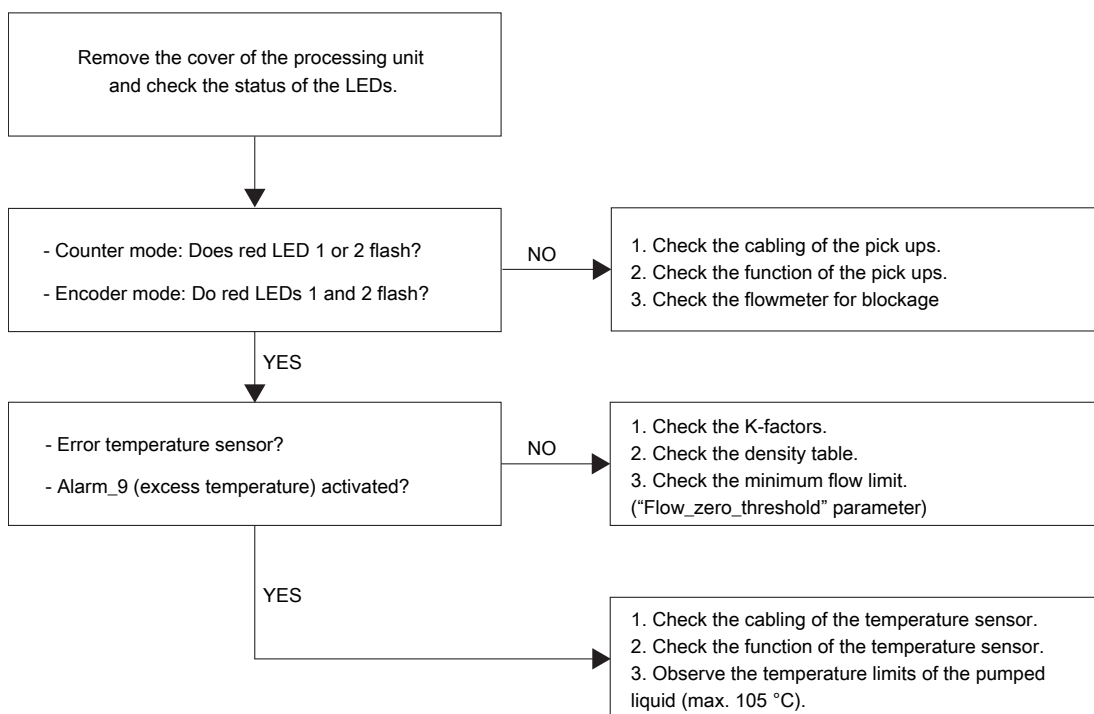 Remove the cover of the processing unit
and check the status of the LEDs.
- Counter mode: Does red LED 1 or 2 flash?
- Encoder mode: Do red LEDs 1 and 2 flash?
NO
1. Check the cabling of the pick ups.
2. Check the function of the pick ups.
3. Check the flowmeter for blockage
YES
- Error temperature sensor?
- Alarm_9 (excess temperature) activated?
NO
1. Check the K-factors.
2. Check the density table.
3. Check the minimum flow limit.
(“Flow_zero_threshold” parameter)
YES
1. Check the cabling of the temperature sensor.
2. Check the function of the temperature sensor.
3. Observe the temperature limits of the pumped
liquid (max. 105 °C).